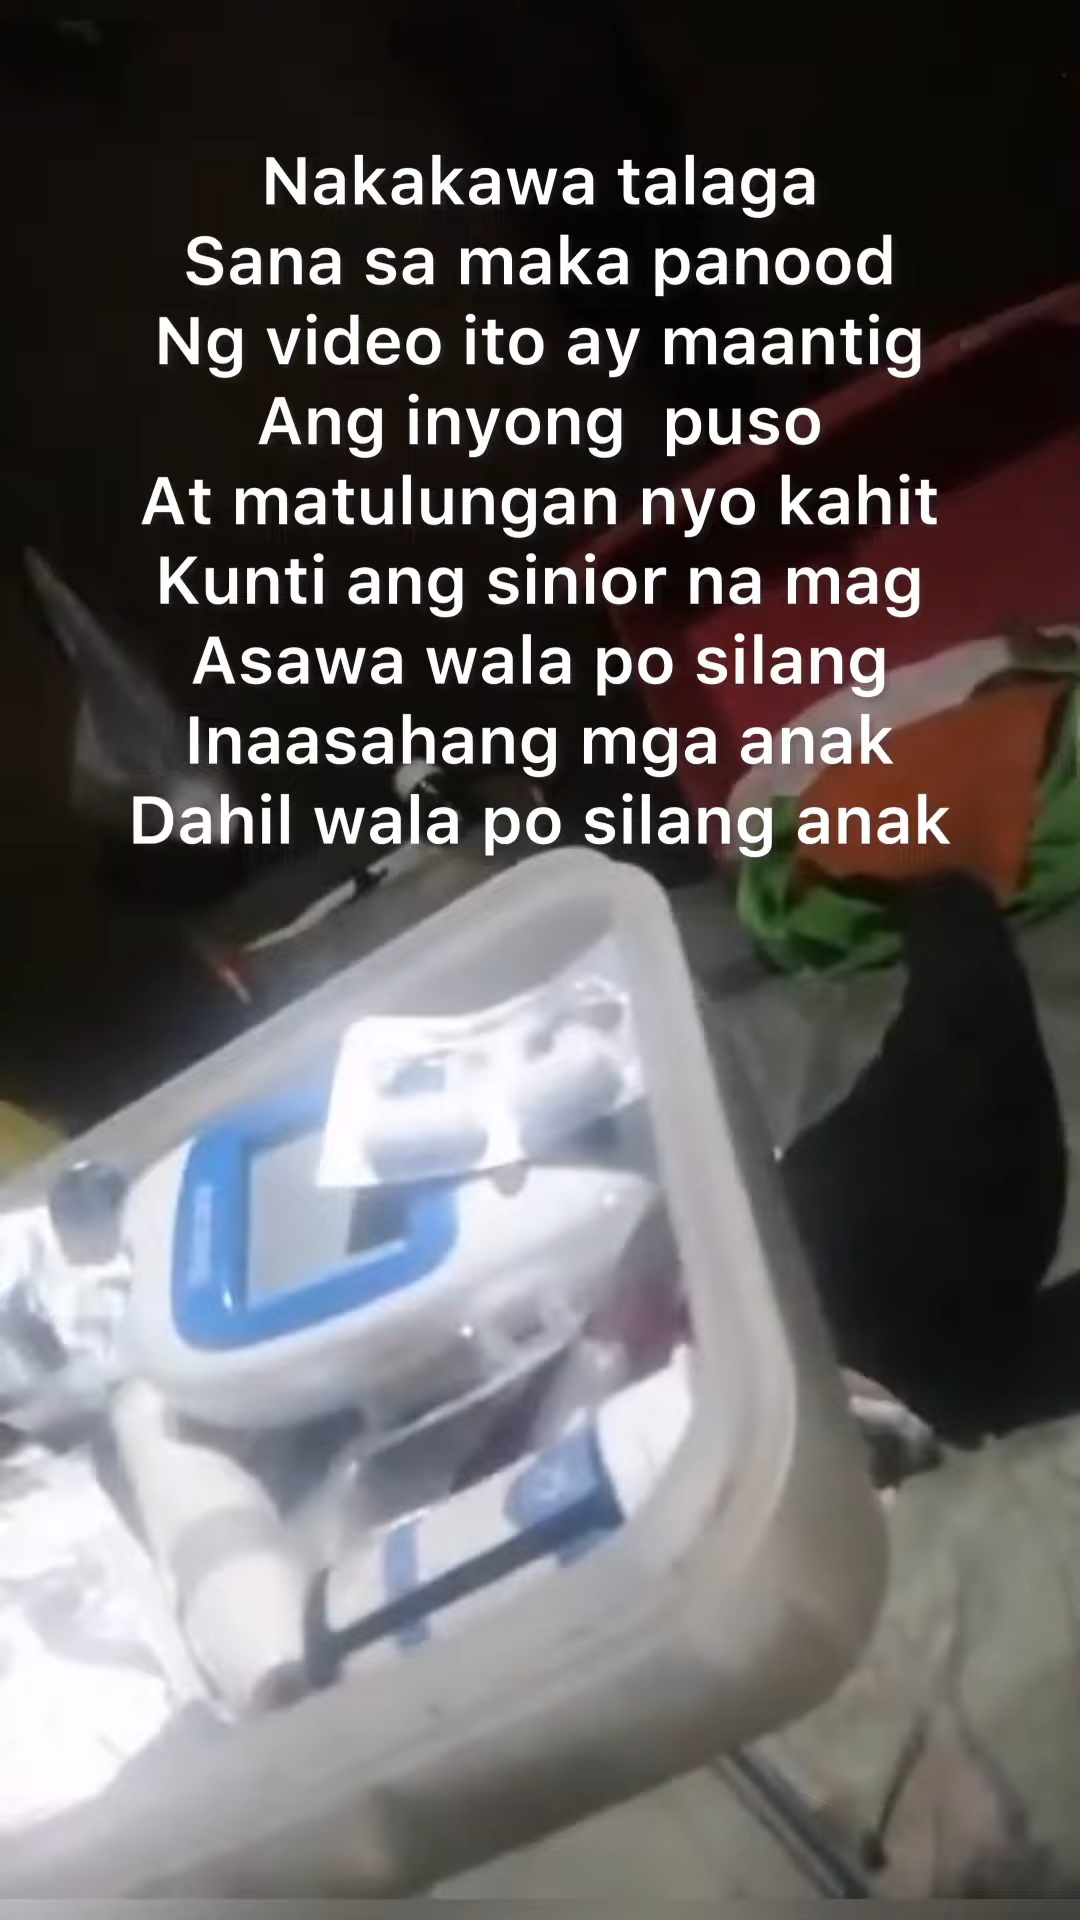 Nakakawa talaga
Sana sa maka panood
Ng video ito ay maantig
Ang inyong  puso
At matulungan nyo kahit
Kunti ang sinior na mag
Asawa wala po silang
Inaasahang mga anak
Dahil wala po silang anak